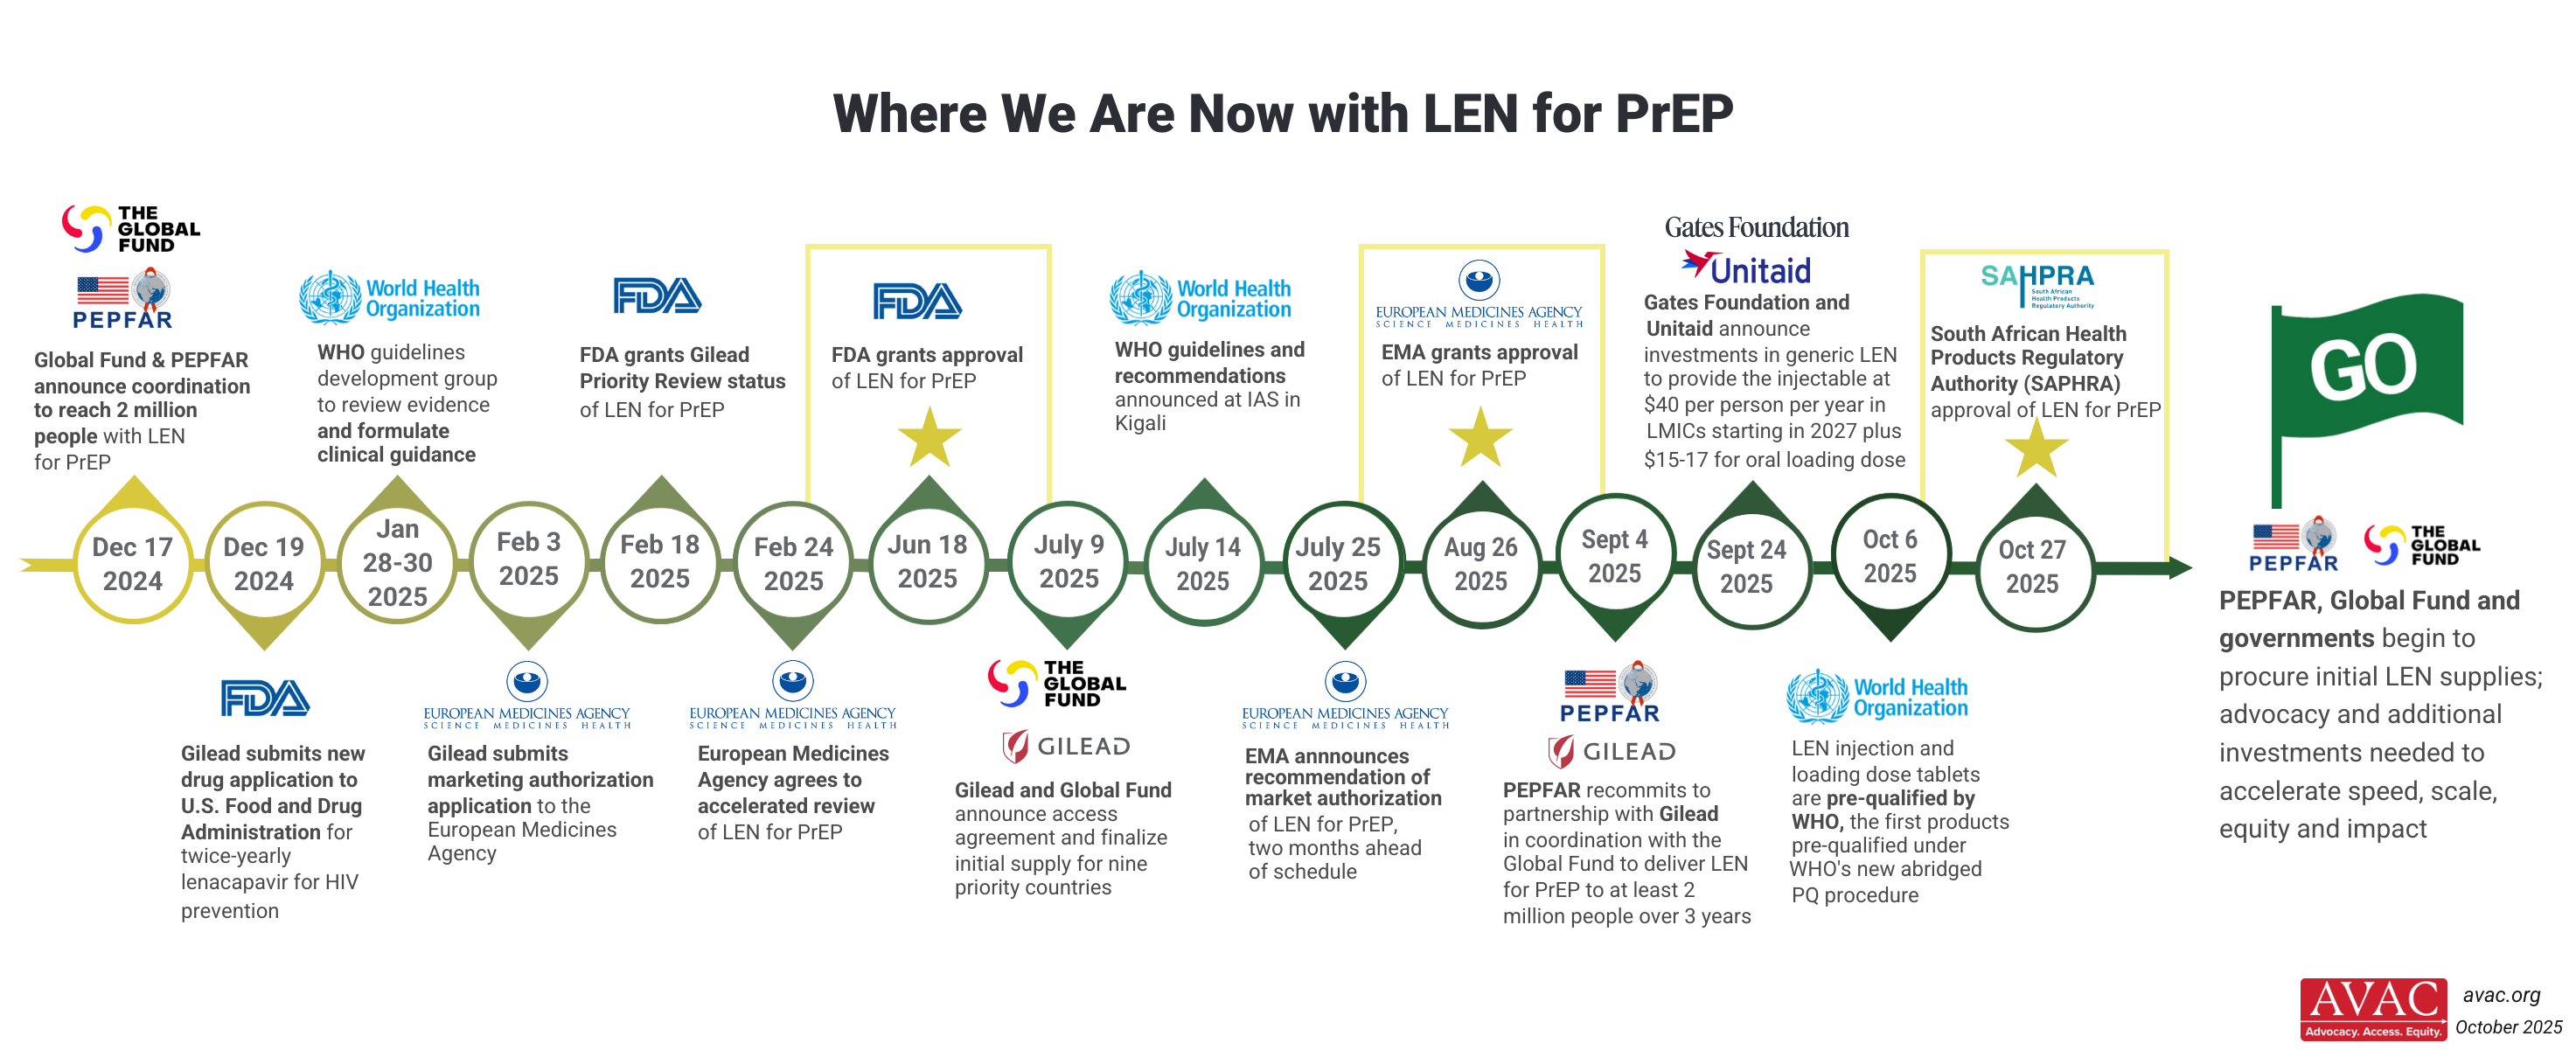 Where We Are Now with LEN for PrEP
THE
GLOBAL
FUND
PEPFAR
Global Fund & PEPFAR
announce coordination
to reach 2 million
people with LEN
for PrEP
Dec 17
2024
Dec 19
2024
FDA
Gilead submits new
drug application to
U.S. Food and Drug
Administration for
twice-yearly
lenacapavir for HIV
prevention
World Health
Organization
WHO guidelines
development group
to review evidence
and formulate
clinical guidance
Jan
28-30
2025
Feb 3
2025
EUROPEAN MEDICINES AGENCY
SCIENCE MEDICINES HEALTH
Gilead submits
marketing authorization
application to the
European Medicines
Agency
FDA
FDA grants Gilead
Priority Review status
of LEN for PrEP
Feb 18
2025
Feb 24
2025
EUROPEAN MEDICINES AGENCY
SCIENCE MEDICINES HEALTH
European Medicines
Agency agrees to
accelerated review
of LEN for PrEP
FDA
FDA grants approval
of LEN for PrEP
Jun 18
2025
July 9
2025
THE
GLOBAL
FUND
GILEAD
Gilead and Global Fund
announce access
agreement and finalize
initial supply for nine
priority countries
World Health
Organization
WHO guidelines and
recommendations
announced at IAS in
Kigali
July 14
2025
July 25
2025
EUROPEAN MEDICINES AGENCY
SCIENCE MEDICINES HEALTH
EMA annnounces
recommendation of
market authorization
of LEN for PrEP,
two months ahead
of schedule
EUROPEAN MEDICINES AGENCY
SCIENCE MEDICINES HEALTH
EMA grants approval
of LEN for PrEP
Aug 26
2025
Sept 4
2025
PEPFAR
GILEAD
PEPFAR recommits to
partnership with Gilead
in coordination with the
Global Fund to deliver LEN
for PrEP to at least 2
million people over 3 years
Gates Foundation
Unitaid
Gates Foundation and
Unitaid announce
investments in generic LEN
to provide the injectable at
$40 per person per year in
LMICs starting in 2027 plus
$15-17 for oral loading dose
Sept 24
2025
Oct 6
2025
World Health
Organization
LEN injection and
loading dose tablets
are pre-qualified by
WHO, the first products
pre-qualified under
WHO's new abridged
PQ procedure
SAHPRA
South African
Health Products
Regulatory Authority
South African Health
Products Regulatory
Authority (SAPHRA)
approval of LEN for PrEP
Oct 27
2025
GO
PEPFAR
THE
GLOBAL
FUND
PEPFAR, Global Fund and
governments begin to
procure initial LEN supplies;
advocacy and additional
investments needed to
accelerate speed, scale,
equity and impact
AVAC
Advocacy. Access. Equity.
avac.org
October 2025